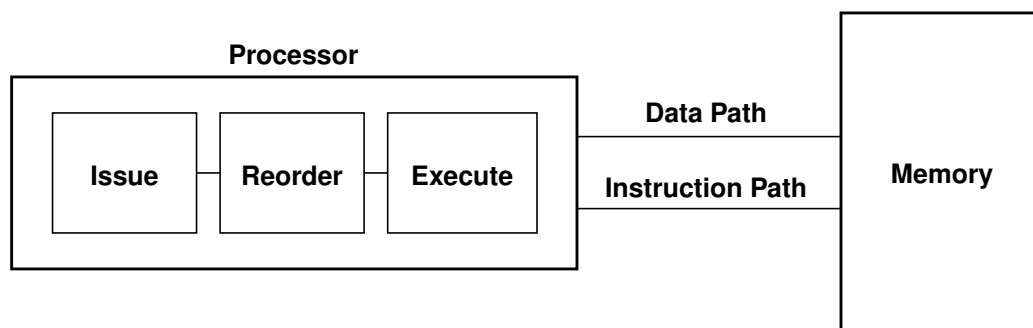 Processor
Issue
Reorder
Execute
Data Path
Instruction Path
Memory